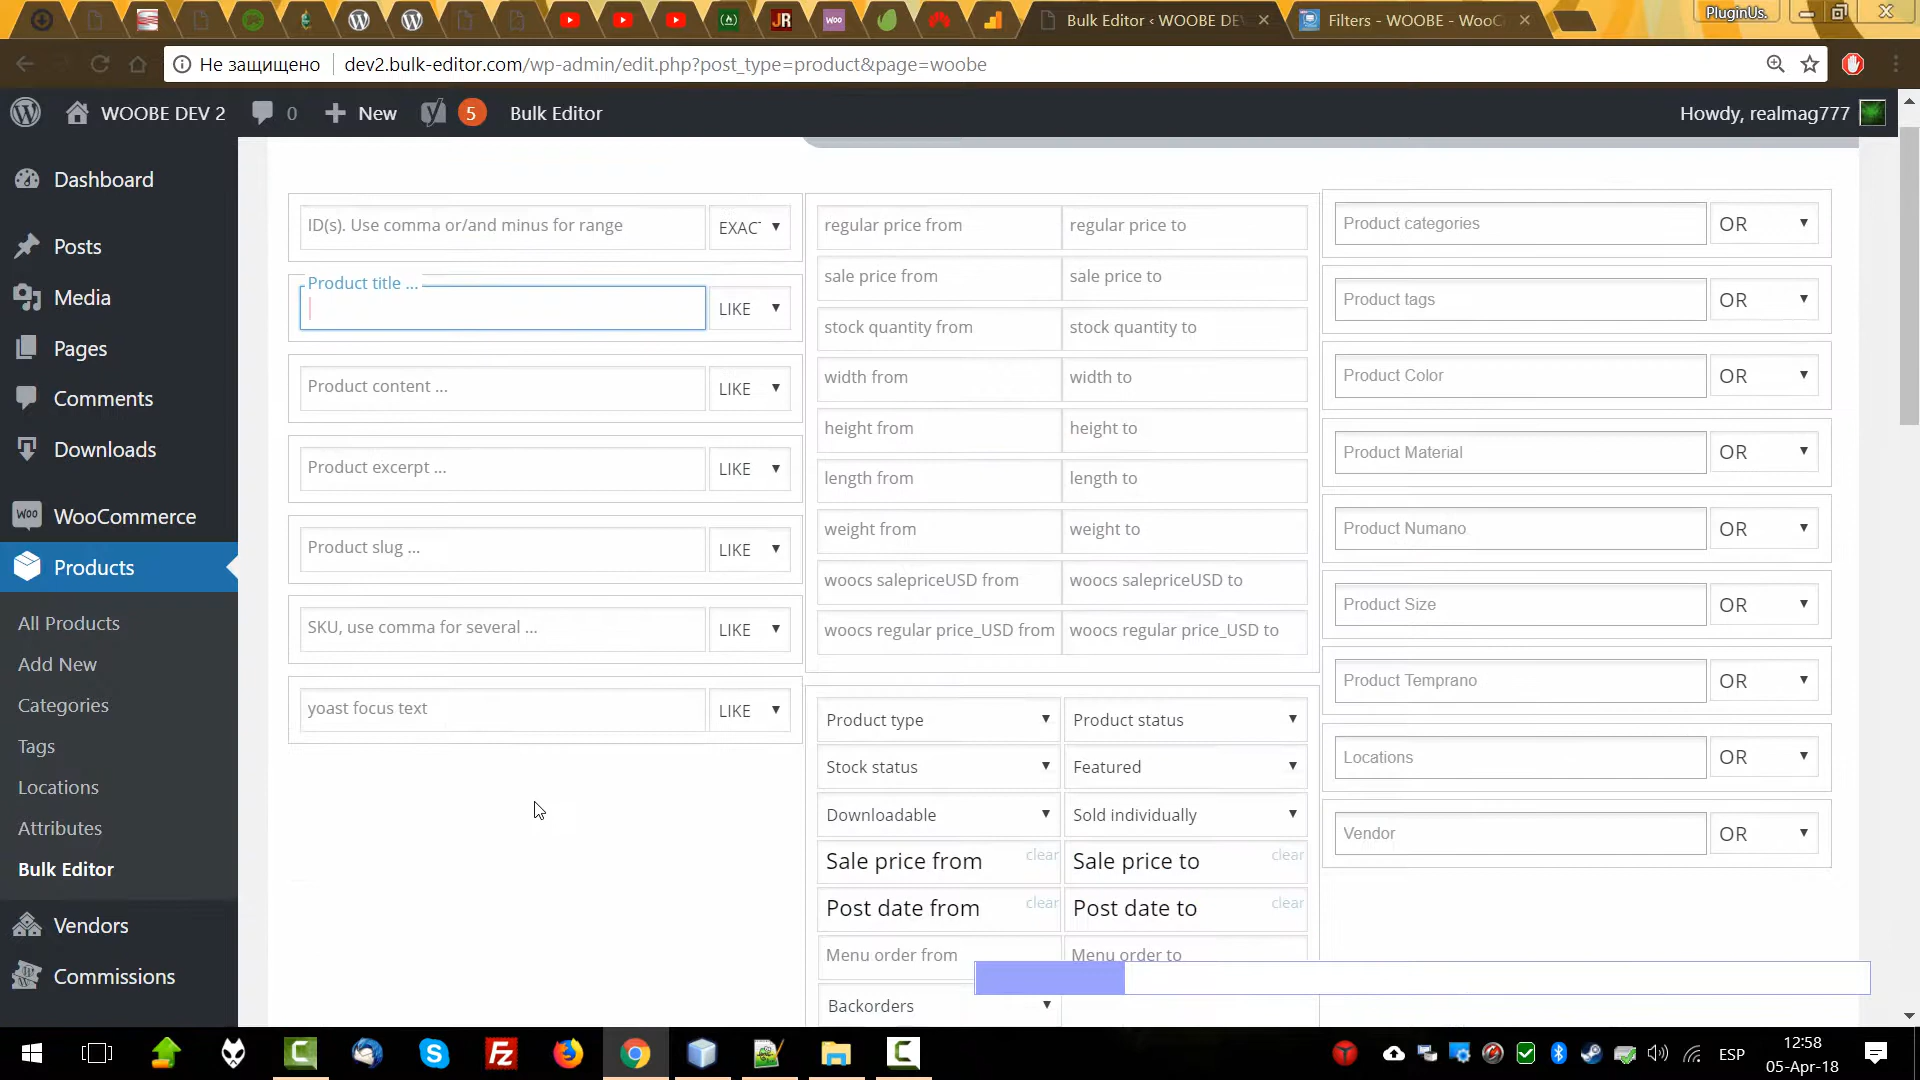 Bulk Editor ‹ WOOBE DE
Filters - WOOBE - WooC
PluginUs.
Не защищено
dev2.bulk-editor.com/wp-admin/edit.php?post_type=product&page=woobe
WOOBE DEV 2
0
New
5
Bulk Editor
Howdy, realmag777
Dashboard
Posts
Media
Pages
Comments
Downloads
WooCommerce
Products
All Products
Add New
Categories
Tags
Locations
Attributes
Bulk Editor
Vendors
Commissions
ID(s). Use comma or/and minus for range
EXAC
Product title ...
LIKE
Product content ...
LIKE
Product excerpt ...
LIKE
Product slug ...
LIKE
SKU, use comma for several ...
LIKE
yoast focus text
LIKE
regular price from
regular price to
sale price from
sale price to
stock quantity from
stock quantity to
width from
width to
height from
height to
length from
length to
weight from
weight to
woocs salepriceUSD from
woocs salepriceUSD to
woocs regular price_USD from
woocs regular price_USD to
Product type
Product status
Stock status
Featured
Downloadable
Sold individually
Sale price from
clear
Sale price to
clear
Post date from
clear
Post date to
clear
Menu order from
Menu order to
Backorders
Product categories
OR
Product tags
OR
Product Color
OR
Product Material
OR
Product Numano
OR
Product Size
OR
Product Temprano
OR
Locations
OR
Vendor
OR
ESP
12:58
05-Apr-18